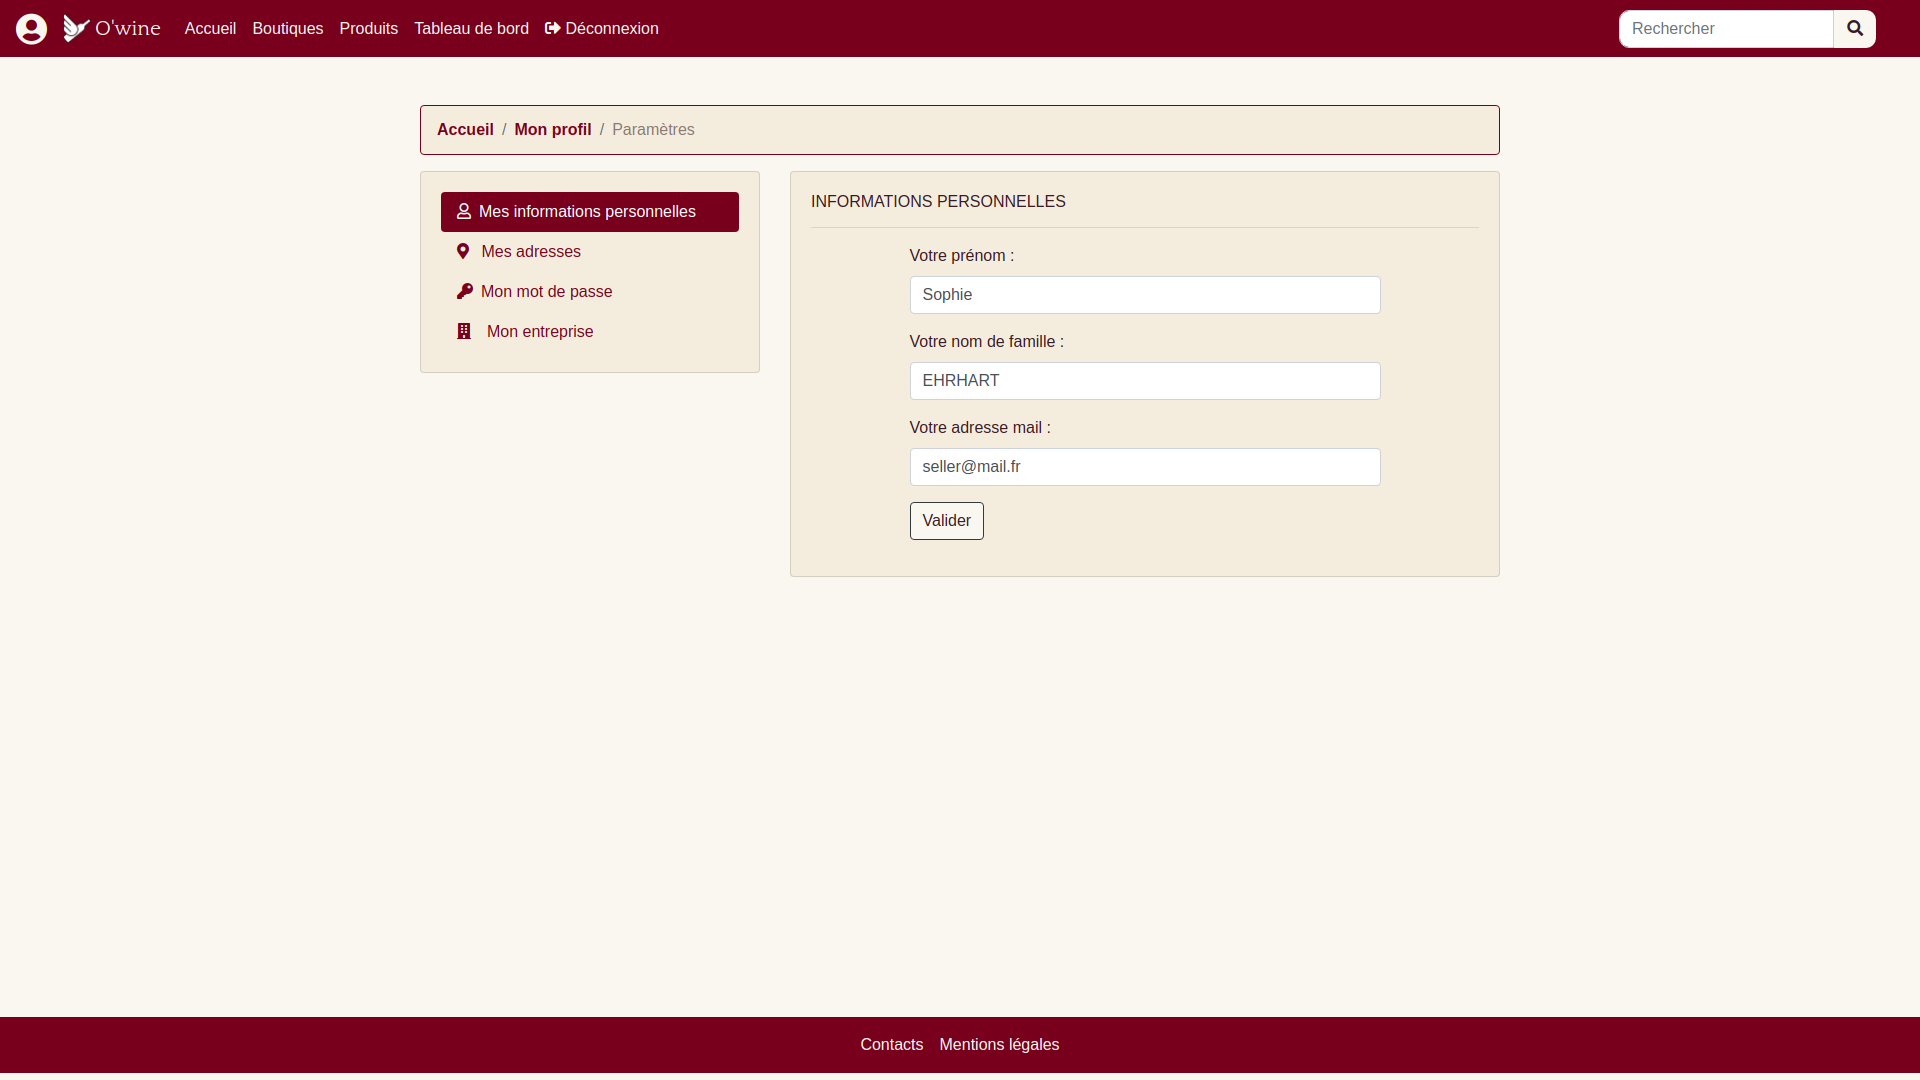 O'wine Accueil Boutiques Produits Tableau de bord Déconnexion Rechercher
Accueil / Mon profil / Paramètres
Mes informations personnelles
Mes adresses
Mon mot de passe
Mon entreprise
INFORMATIONS PERSONNELLES
Votre prénom :
Sophie
Votre nom de famille :
EHRHART
Votre adresse mail :
seller@mail.fr
Valider
Contacts Mentions légales